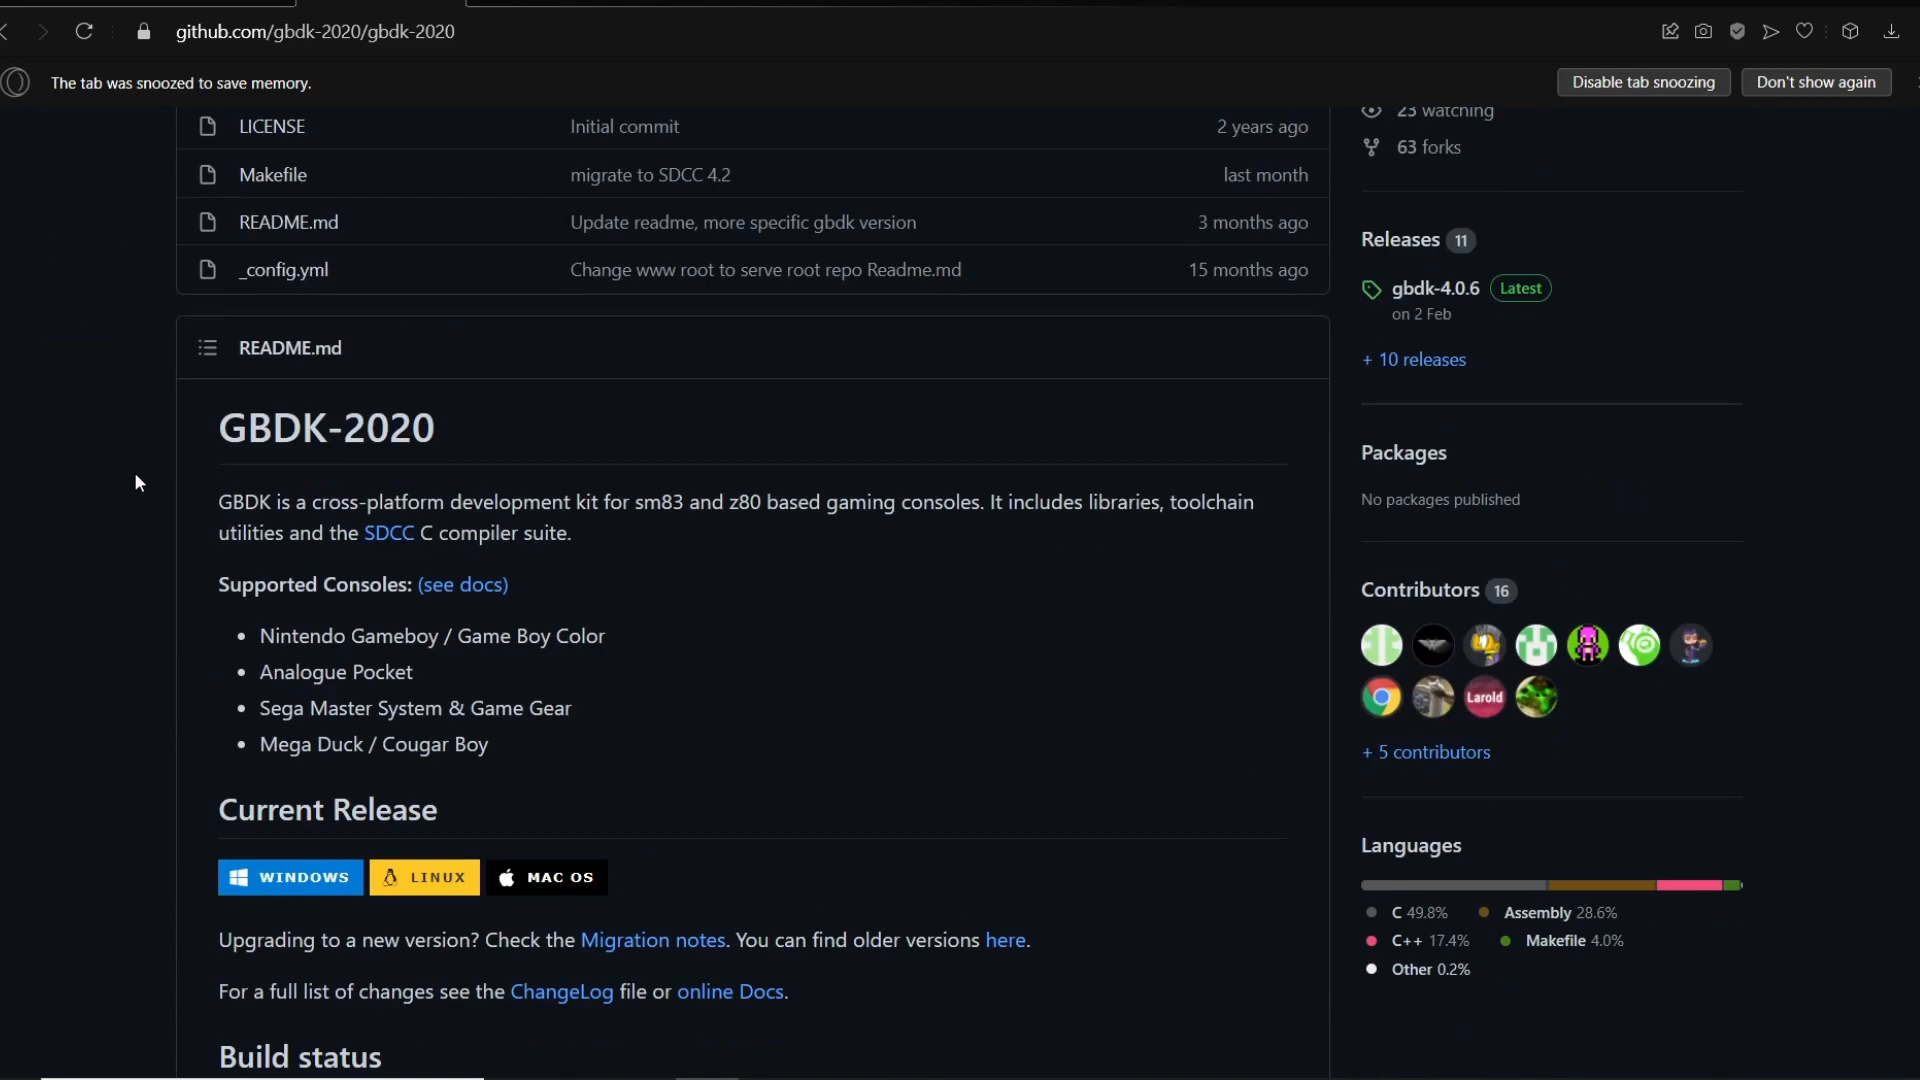 github.com/gbdk-2020/gbdk-2020
The tab was snoozed to save memory.
Disable tab snoozing
Don't show again
LICENSE Initial commit 2 years ago
Makefile migrate to SDCC 4.2 last month
README.md Update readme, more specific gbdk version 3 months ago
_config.yml Change www root to serve root repo Readme.md 15 months ago
README.md
GBDK-2020
GBDK is a cross-platform development kit for sm83 and z80 based gaming consoles. It includes libraries, toolchain
utilities and the SDCC C compiler suite.
Supported Consoles: (see docs)
• Nintendo Gameboy / Game Boy Color
• Analogue Pocket
• Sega Master System & Game Gear
• Mega Duck / Cougar Boy
Current Release
WINDOWS LINUX MAC OS
Upgrading to a new version? Check the Migration notes. You can find older versions here.
For a full list of changes see the ChangeLog file or online Docs.
Build status
23 watching
63 forks
Releases 11
gbdk-4.0.6 Latest
on 2 Feb
+ 10 releases
Packages
No packages published
Contributors 16
Larold
+ 5 contributors
Languages
C 49.8% Assembly 28.6%
C++ 17.4% Makefile 4.0%
Other 0.2%